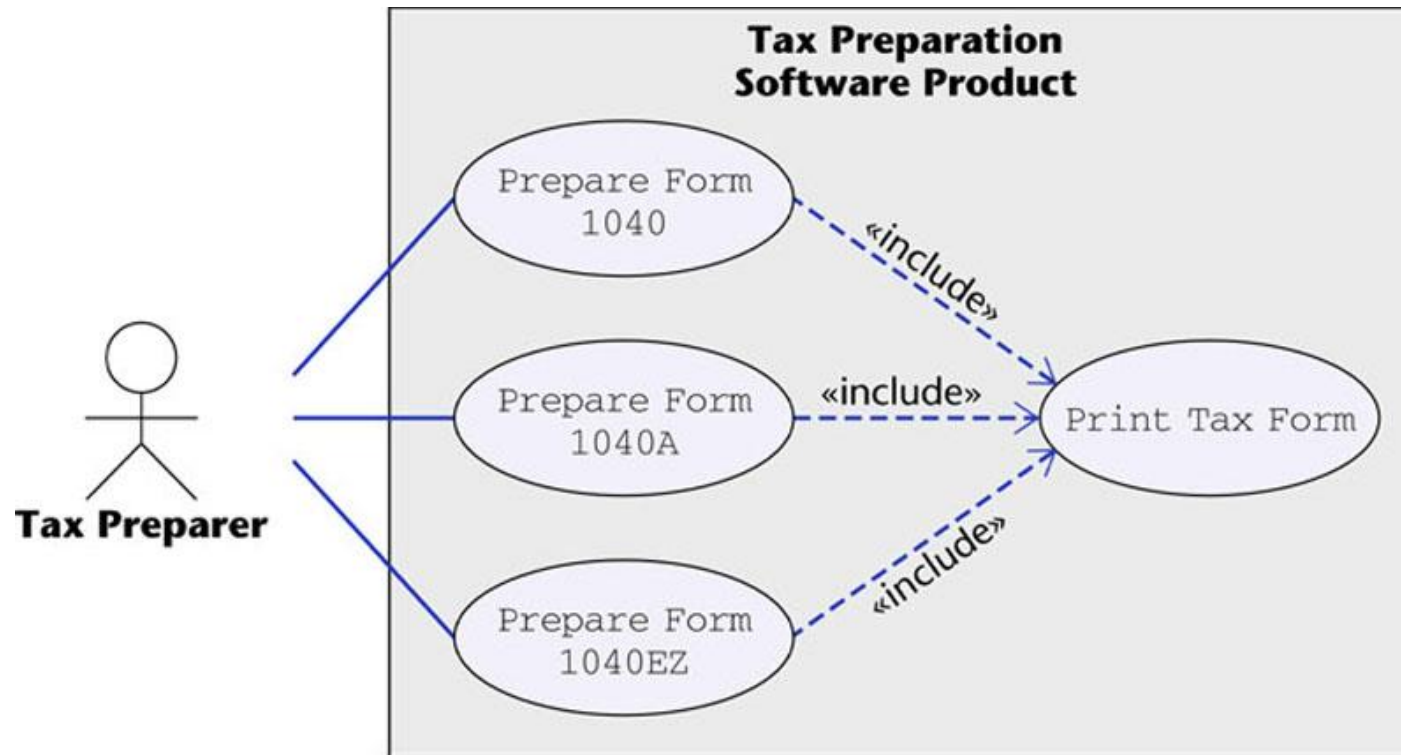 Tax Preparation
Software Product
Prepare Form
1040
«include»
Prepare Form
1040A
«include»
Print Tax Form
Tax Preparer
Prepare Form
1040EZ
«include»